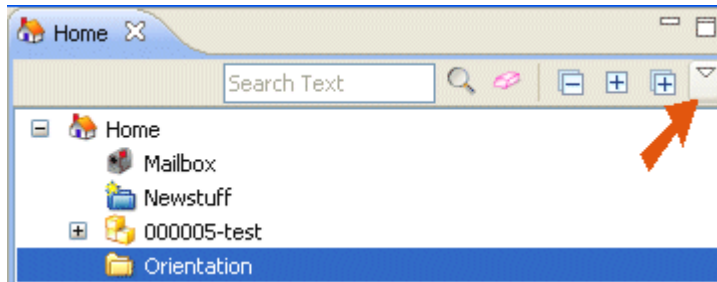 Home
Search Text
Home
Mailbox
Newstuff
000005-test
Orientation